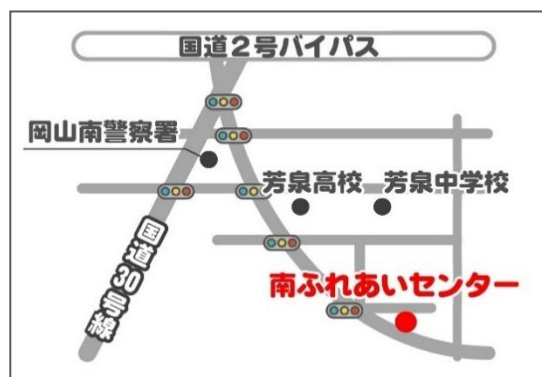 国道2号バイパス
岡山南警察署
芳泉高校
芳泉中学校
国道30号線
南ふれあいセンター